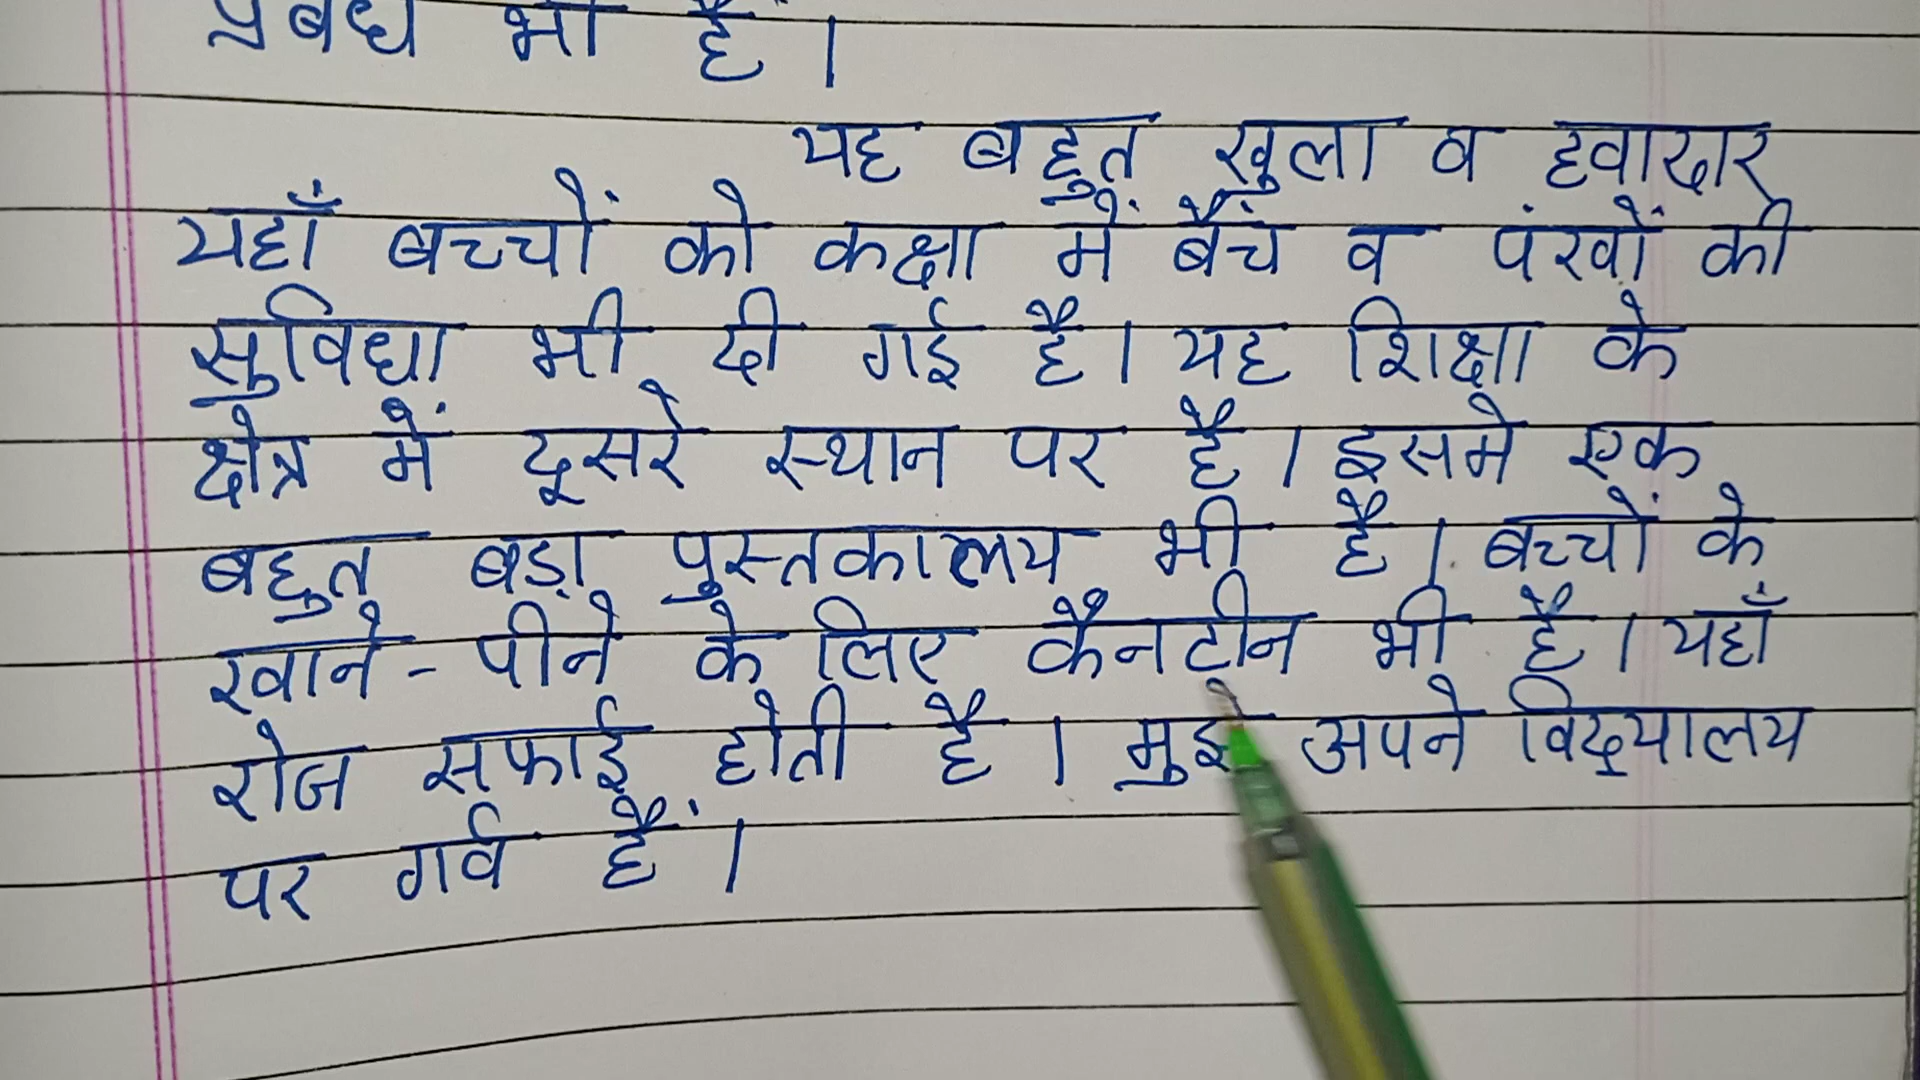 प्रबंध भी है ।
यह बहुत खुला व हवादार
यहाँ बच्चों को कक्षा में बैंच व पंखों की
सुविधा भी दी गई है । यह शिक्षा के
क्षेत्र में दूसरे स्थान पर है । इसमे एक
बहुत बड़ा पुस्तकालय भी है । बच्चों के
खाने - पीने के लिए कैनटीन भी है । यहाँ
रोज सफाई होती है । मुझे अपने विद्यालय
पर गर्व हैं ।